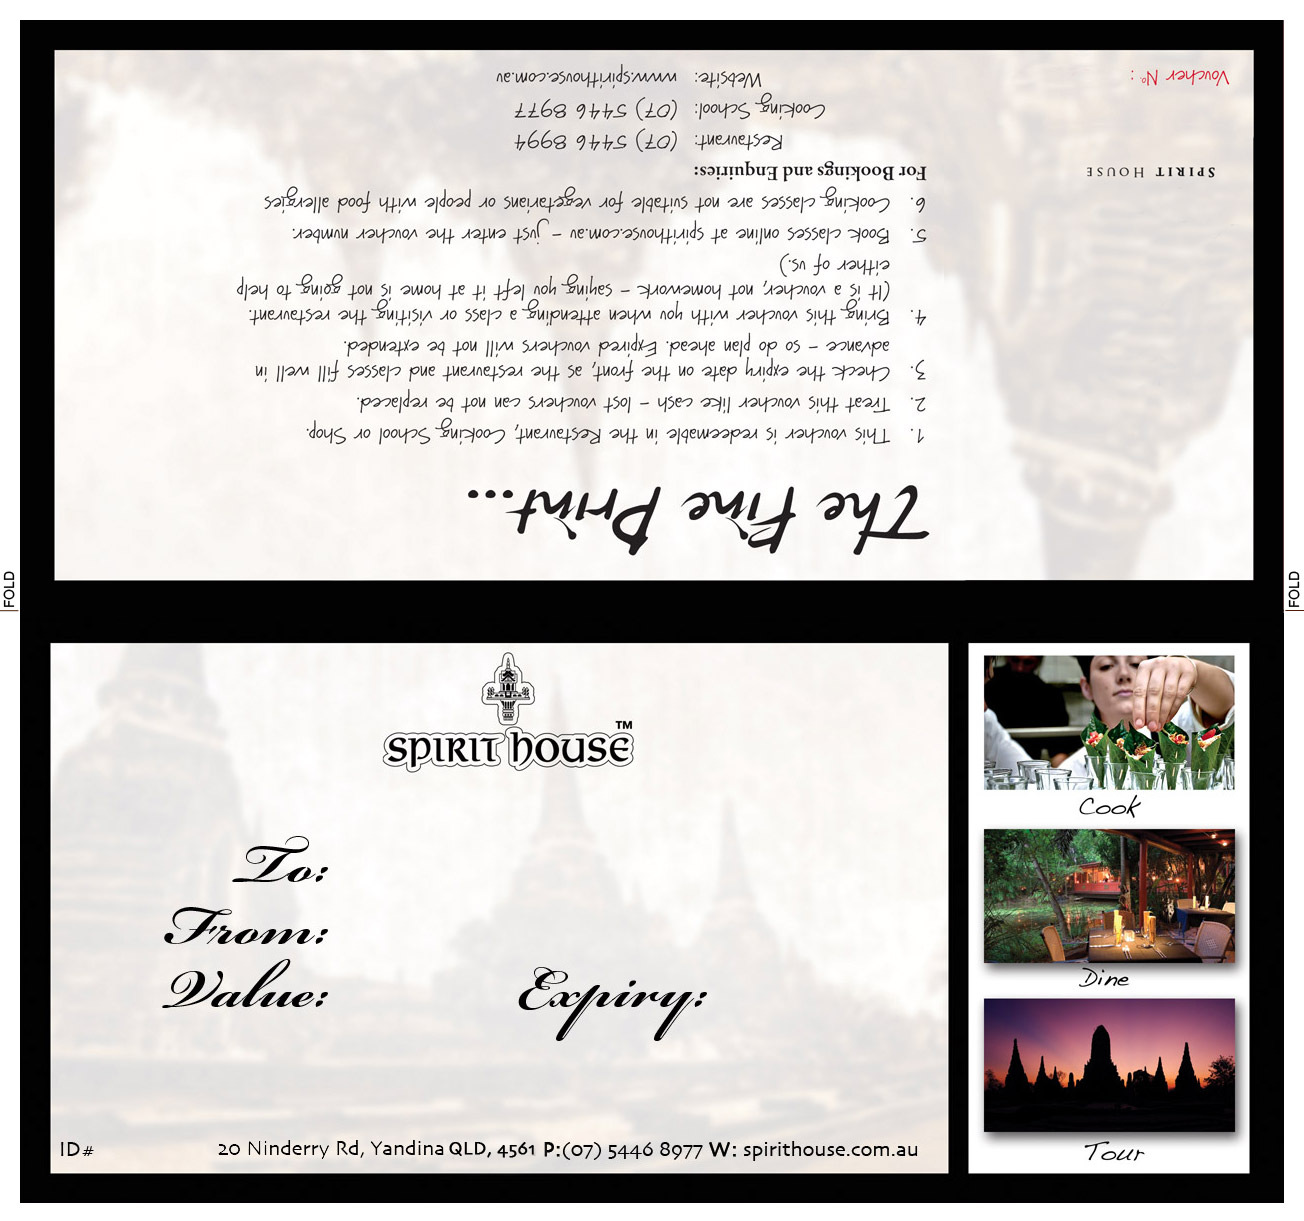 The Fine Print...
1. This voucher is redeemable in the Restaurant, Cooking School or Shop.
2. Treat this voucher like cash - lost vouchers can not be replaced.
3. Check the expiry date on the front, as the restaurant and classes fill well in
advance - so do plan ahead. Expired vouchers will not be extended.
4. Bring this voucher with you when attending a class or visiting the restaurant.
(It is a voucher, not homework - saying you left it at home is not going to help
either of us.)
5. Book classes online at spirithouse.com.au - just enter the voucher number.
6. Cooking classes are not suitable for vegetarians or people with food allergies
For Bookings and Enquiries:
Restaurant: (07) 5446 8994
Cooking School: (07) 5446 8977
Website: www.spirithouse.com.au
SPIRIT HOUSE
Voucher No. :
FOLD
FOLD
SPIRIT HOUSE™
To:
From:
Value:
Expiry:
ID#
20 Ninderry Rd, Yandina QLD, 4561 P:(07) 5446 8977 W: spirithouse.com.au
Cook
Dine
Tour